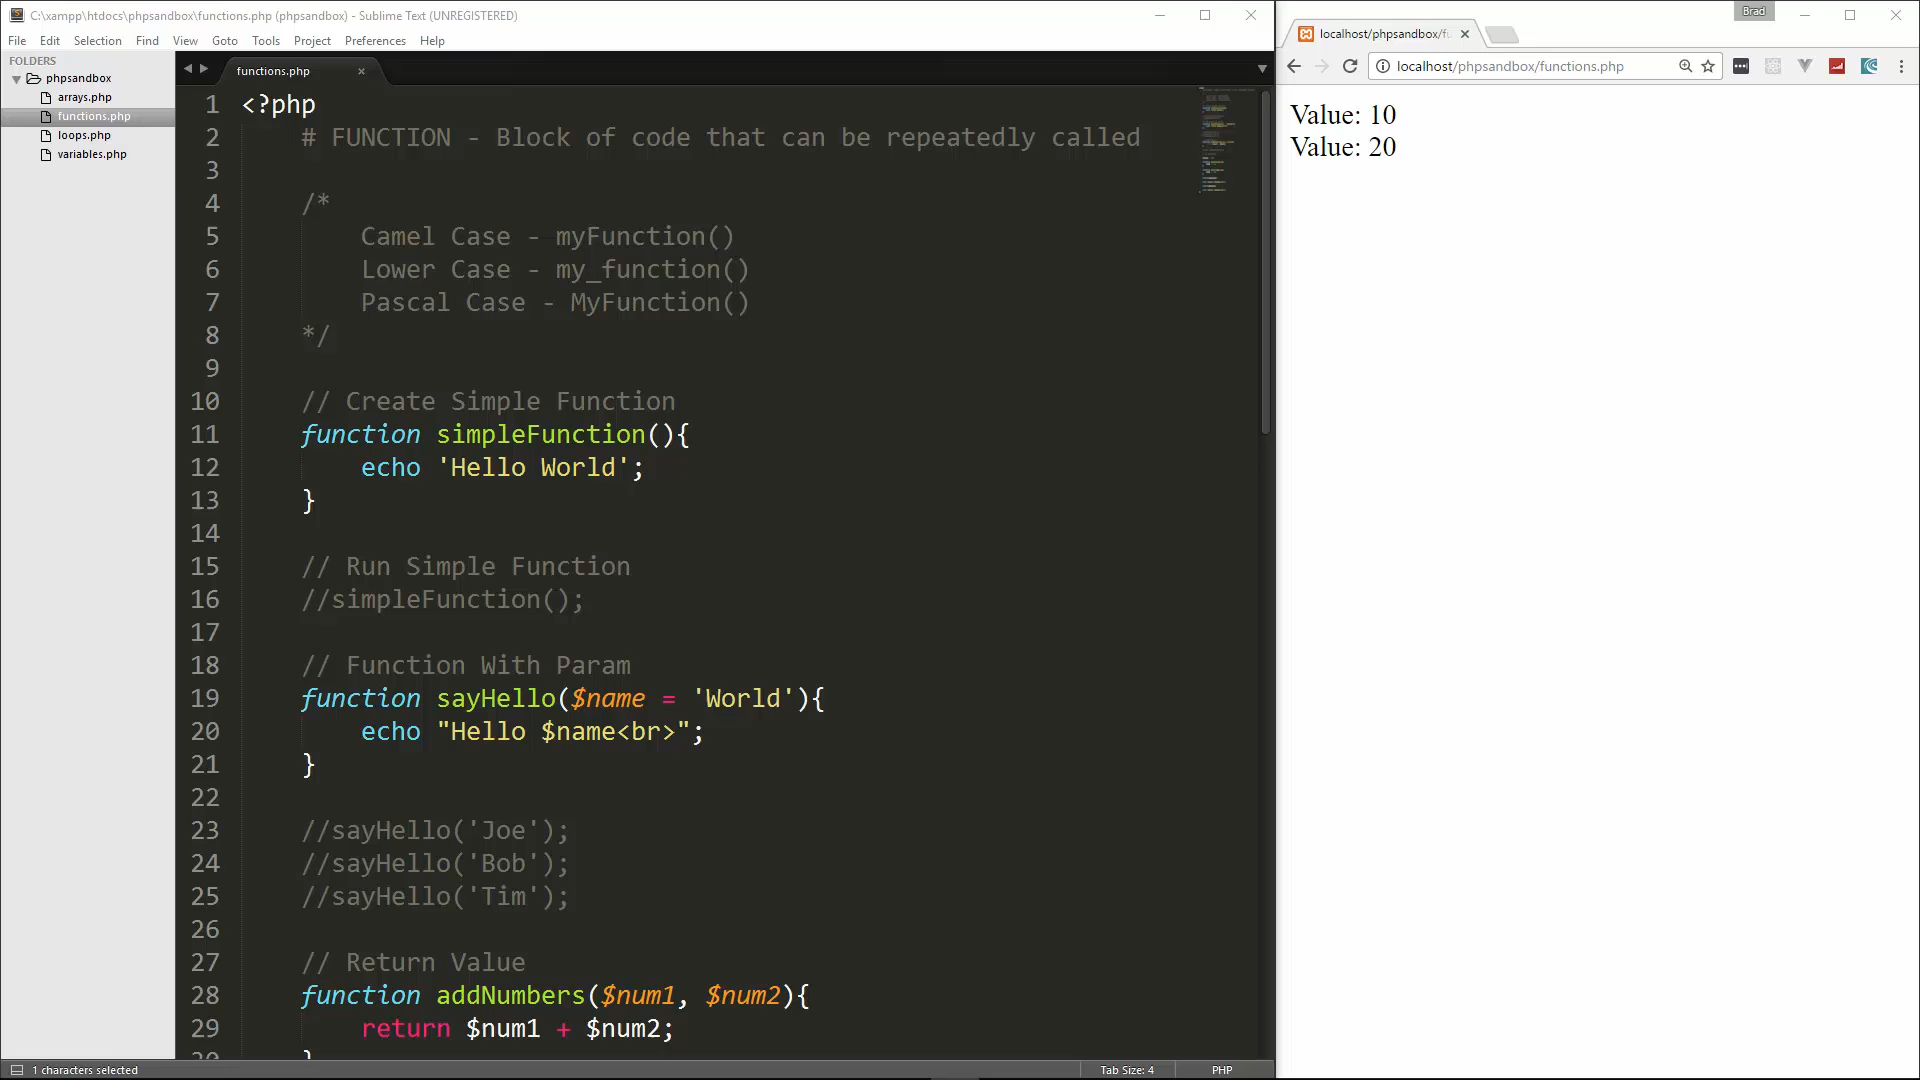 C:\xampp\htdocs\phpsandbox\functions.php (phpsandbox) - Sublime Text (UNREGISTERED)
File Edit Selection Find View Goto Tools Project Preferences Help
FOLDERS
phpsandbox
arrays.php
functions.php
loops.php
variables.php
functions.php
1 <?php
2     # FUNCTION - Block of code that can be repeatedly called
3
4     /*
5         Camel Case - myFunction()
6         Lower Case - my_function()
7         Pascal Case - MyFunction()
8     */
9
10     // Create Simple Function
11     function simpleFunction(){
12         echo 'Hello World';
13     }
14
15     // Run Simple Function
16     //simpleFunction();
17
18     // Function With Param
19     function sayHello($name = 'World'){
20         echo "Hello $name<br>";
21     }
22
23     //sayHello('Joe');
24     //sayHello('Bob');
25     //sayHello('Tim');
26
27     // Return Value
28     function addNumbers($num1, $num2){
29         return $num1 + $num2;
30     }
1 characters selected
Tab Size: 4
PHP
Brad
localhost/phpsandbox/fu
localhost/phpsandbox/functions.php
Value: 10
Value: 20